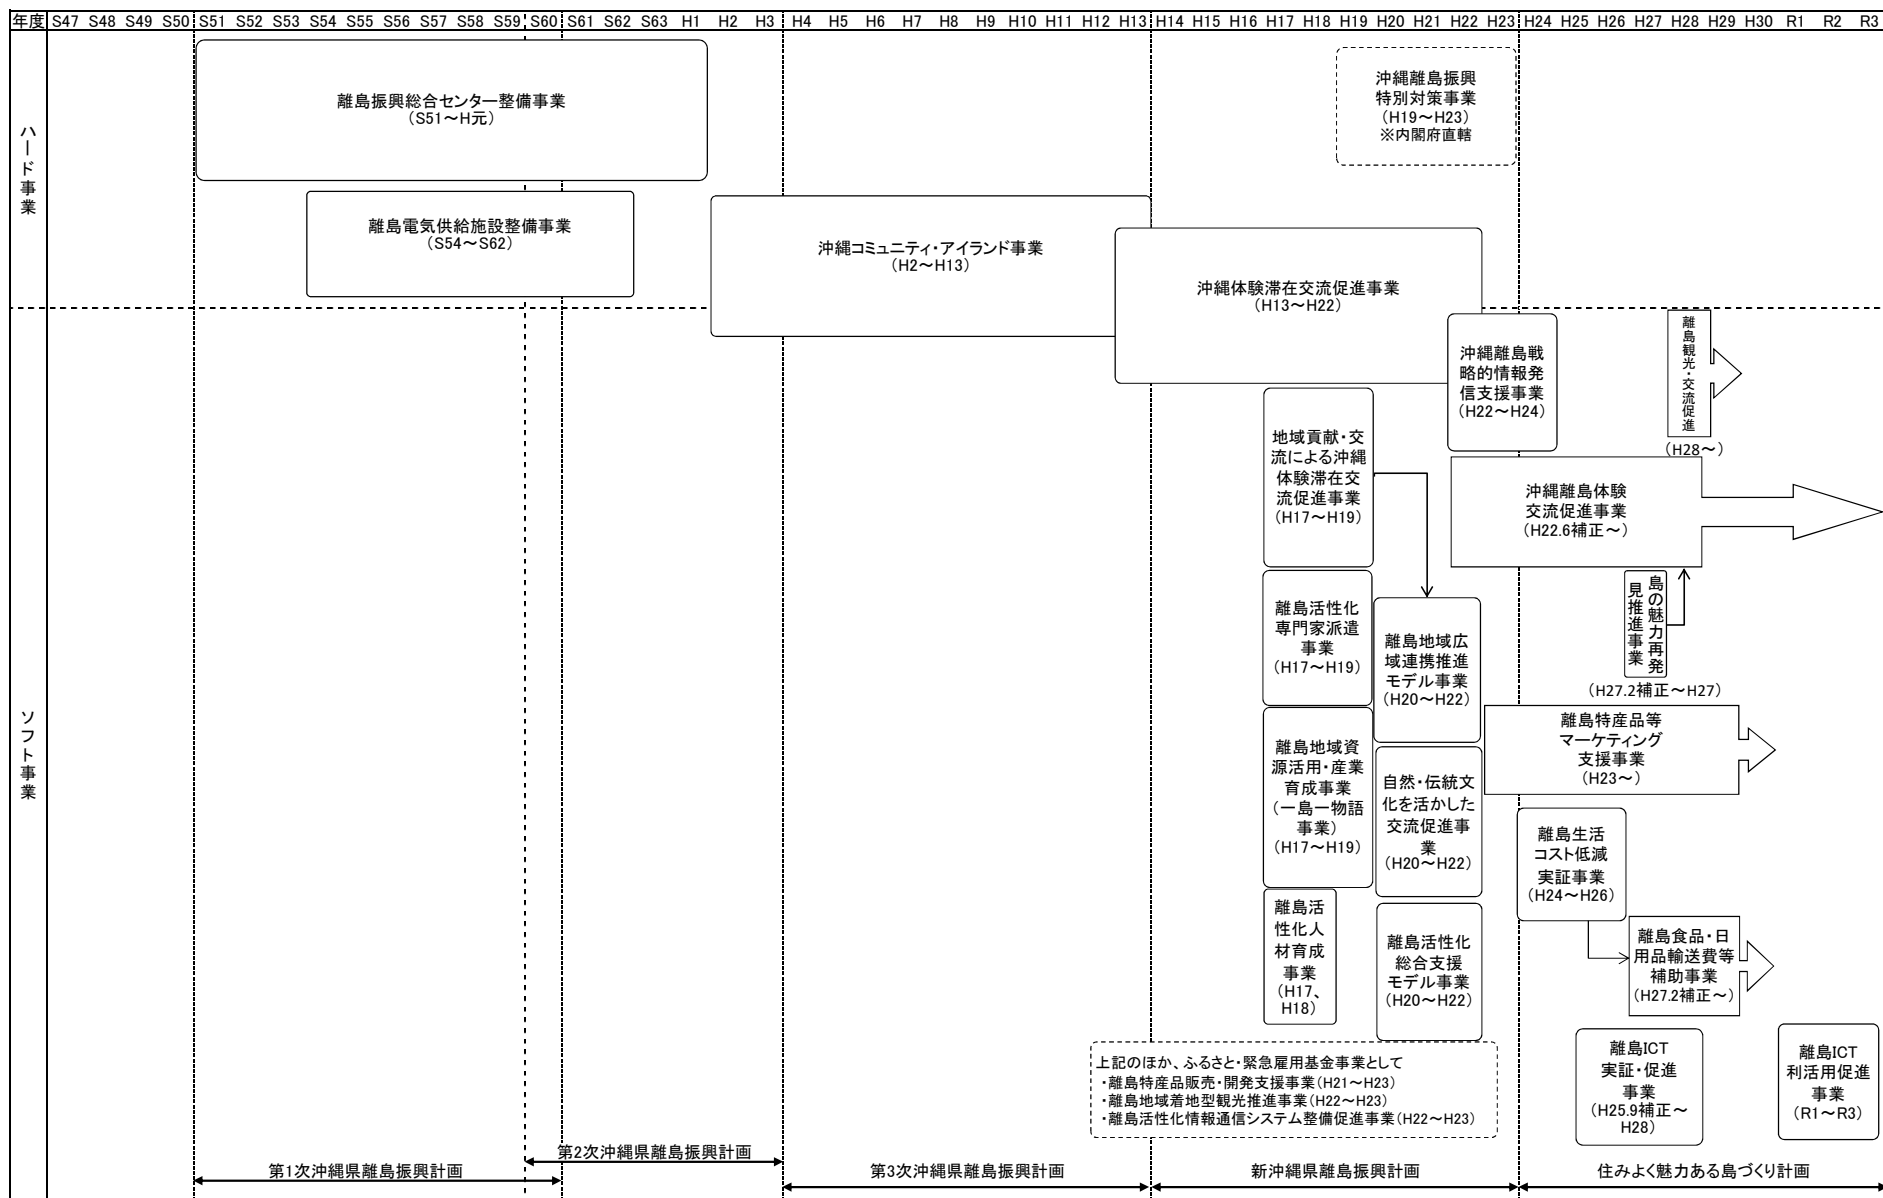 年度 S47 S48 S49 S50 S51 S52 S53 S54 S55 S56 S57 S58 S59 S60 S61 S62 S63 H1 H2 H3 H4 H5 H6 H7 H8 H9 H10 H11 H12 H13 H14 H15 H16 H17 H18 H19 H20 H21 H22 H23 H24 H25 H26 H27 H28 H29 H30 R1 R2 R3
ハード事業
離島振興総合センター整備事業
(S51～H元)
沖縄離島振興
特別対策事業
(H19～H23)
※内閣府直轄
離島電気供給施設整備事業
(S54～S62)
沖縄コミュニティ・アイランド事業
(H2～H13)
沖縄体験滞在交流促進事業
(H13～H22)
ソフト事業
沖縄離島戦
略的情報発
信支援事業
(H22～H24)
離島観光・交流促進
(H28～)
地域貢献・交
流による沖縄
体験滞在交
流促進事業
(H17～H19)
沖縄離島体験
交流促進事業
(H22.6補正～)
離島活性化
専門家派遣
事業
(H17～H19)
離島地域広
域連携推進
モデル事業
(H20～H22)
島の魅力再発
見推進事業
(H27.2補正～H27)
離島地域資
源活用・産業
育成事業
(一島一物語
事業)
(H17～H19)
自然・伝統文
化を活かした
交流促進事
業
(H20～H22)
離島特産品等
マーケティング
支援事業
(H23～)
離島生活
コスト低減
実証事業
(H24～H26)
離島活
性化人
材育成
事業
(H17、
H18)
離島活性化
総合支援
モデル事業
(H20～H22)
離島食品・日
用品輸送費等
補助事業
(H27.2補正～)
離島ICT
実証・促進
事業
(H25.9補正～
H28)
離島ICT
利活用促進
事業
(R1～R3)
上記のほか、ふるさと・緊急雇用基金事業として
・離島特産品販売・開発支援事業(H21～H23)
・離島地域着地型観光推進事業(H22～H23)
・離島活性化情報通信システム整備促進事業(H22～H23)
第1次沖縄県離島振興計画
第2次沖縄県離島振興計画
第3次沖縄県離島振興計画
新沖縄県離島振興計画
住みよく魅力ある島づくり計画